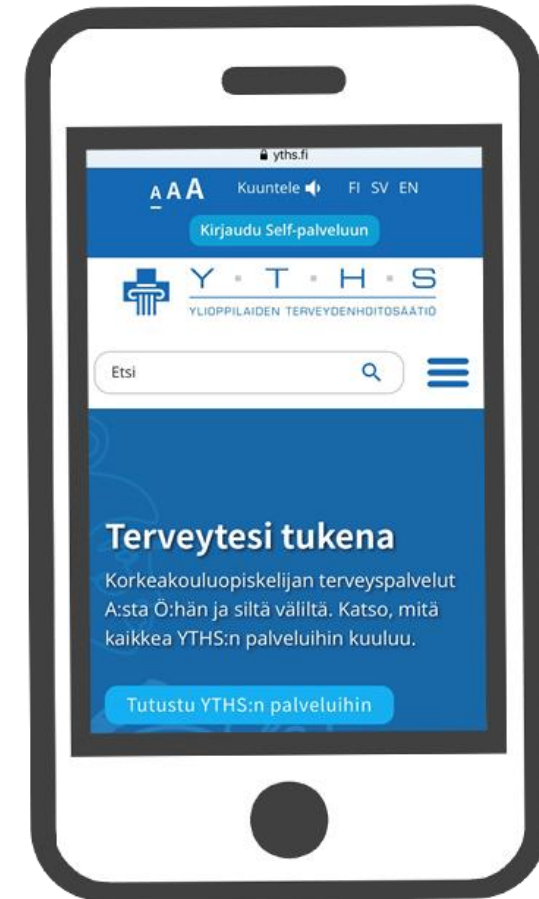 yths.fi
A A A Kuuntele FI SV EN
Kirjaudu Self-palveluun
Y T H S
YLIOPPILAIDEN TERVEYDENHOITOSÄÄTIÖ
Etsi
Terveytesi tukena
Korkeakouluopiskelijan terveyspalvelut
A:sta Ö:hän ja siltä väliltä. Katso, mitä
kaikkea YTHS:n palveluihin kuuluu.
Tutustu YTHS:n palveluihin